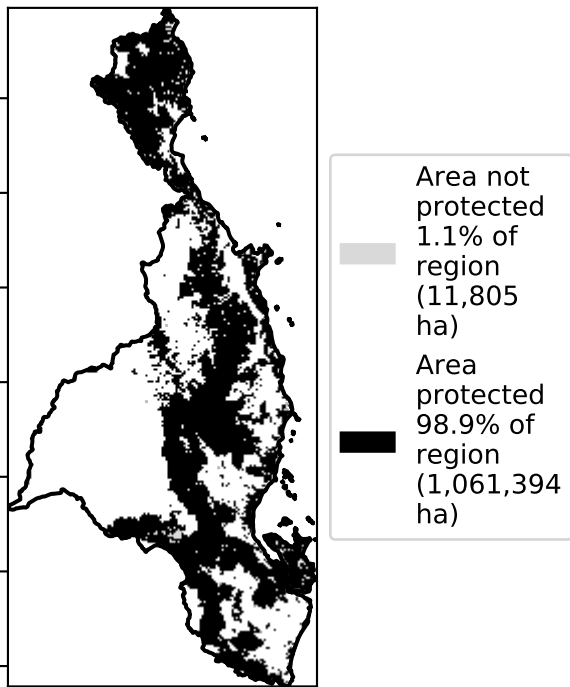 Area not
protected
1.1% of
region
(11,805
ha)
Area
protected
98.9% of
region
(1,061,394
ha)